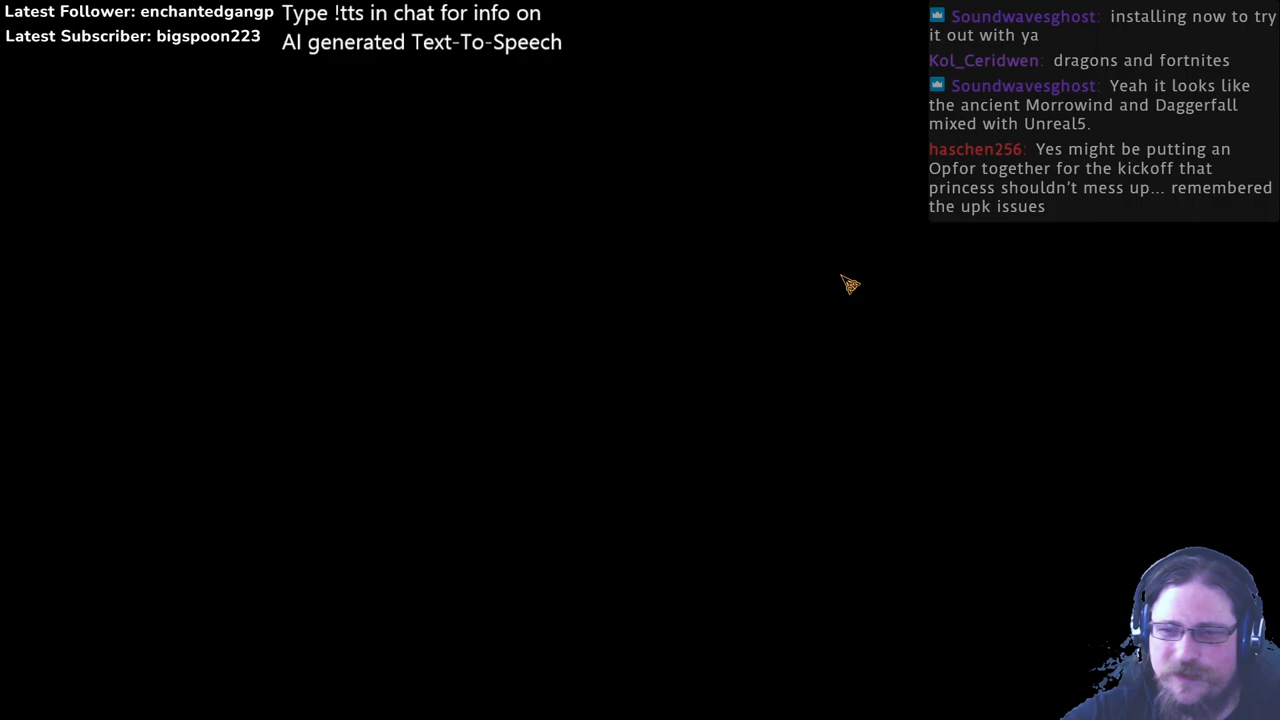 Latest Follower: enchantedgangp
Latest Subscriber: bigspoon223
Type !tts in chat for info on
AI generated Text-To-Speech
Soundwavesghost: installing now to try
it out with ya
Kol_Ceridwen: dragons and fortnites
Soundwavesghost: Yeah it looks like
the ancient Morrowind and Daggerfall
mixed with Unreal5.
haschen256: Yes might be putting an
Opfor together for the kickoff that
princess shouldn't mess up... remembered
the upk issues